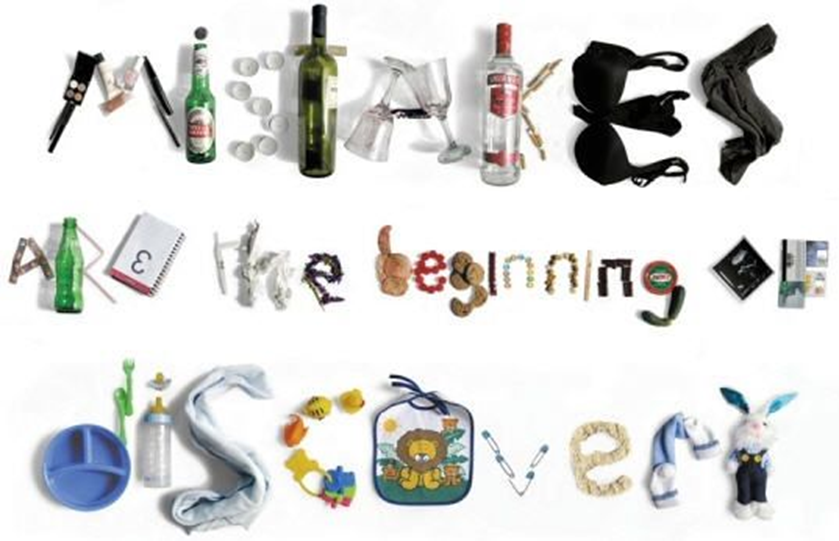 MISTAKES
ARE the beginning OF
discovery